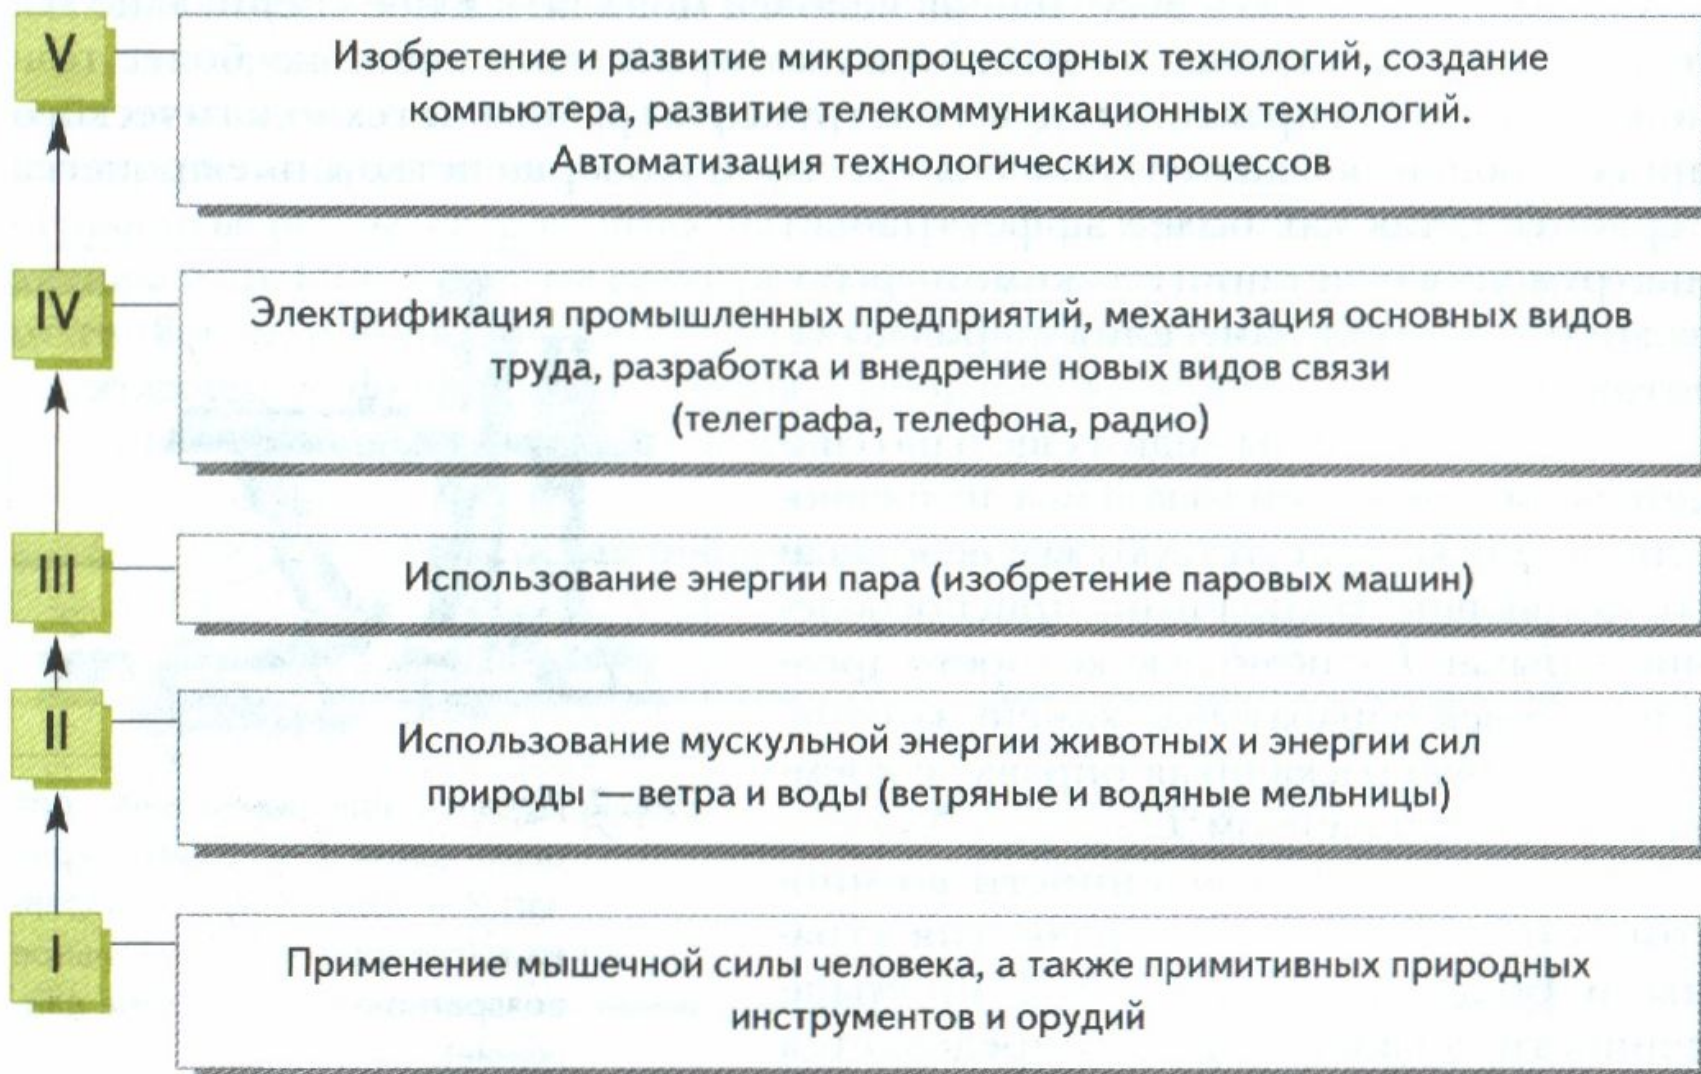 V
Изобретение и развитие микропроцессорных технологий, создание
компьютера, развитие телекоммуникационных технологий.
Автоматизация технологических процессов
IV
Электрификация промышленных предприятий, механизация основных видов
труда, разработка и внедрение новых видов связи
(телеграфа, телефона, радио)
III
Использование энергии пара (изобретение паровых машин)
II
Использование мускульной энергии животных и энергии сил
природы —ветра и воды (ветряные и водяные мельницы)
I
Применение мышечной силы человека, а также примитивных природных
инструментов и орудий